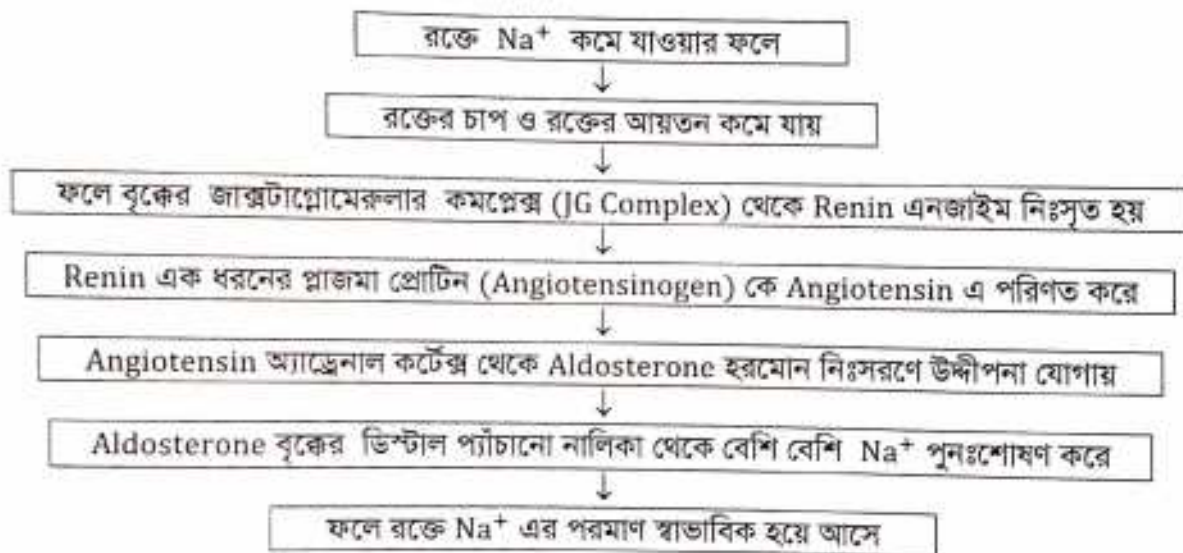 রক্তে Na⁺ কমে যাওয়ার ফলে
↓
রক্তের চাপ ও রক্তের আয়তন কমে যায়
↓
ফলে বৃক্কের জাক্সটাগ্লোমেরুলার কমপ্লেক্স (JG Complex) থেকে Renin এনজাইম নিঃসৃত হয়
↓
Renin এক ধরনের প্লাজমা প্রোটিন (Angiotensinogen) কে Angiotensin এ পরিণত করে
↓
Angiotensin অ্যাড্রেনাল কর্টেক্স থেকে Aldosterone হরমোন নিঃসরণে উদ্দীপনা যোগায়
↓
Aldosterone বৃক্কের ডিস্টাল প্যাঁচানো নালিকা থেকে বেশি বেশি Na⁺ পুনঃশোষণ করে
↓
ফলে রক্তে Na⁺ এর পরমাণ স্বাভাবিক হয়ে আসে